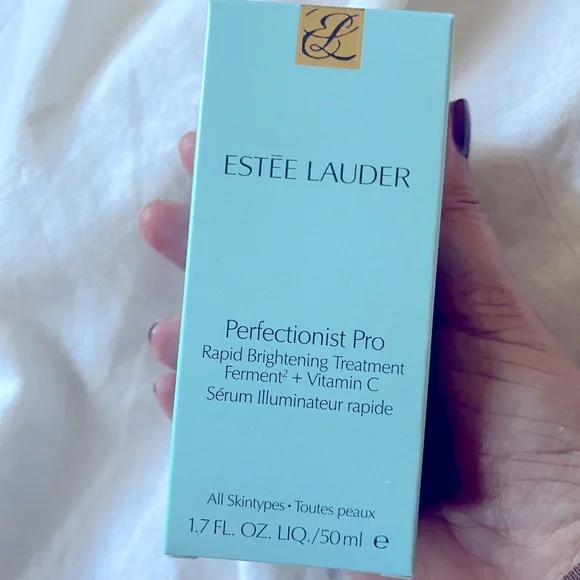 EL
ESTĒE LAUDER
Perfectionist Pro
Rapid Brightening Treatment
Ferment² + Vitamin C
Sérum Illuminateur rapide
All Skintypes • Toutes peaux
1.7 FL. OZ. LIQ./50 ml e